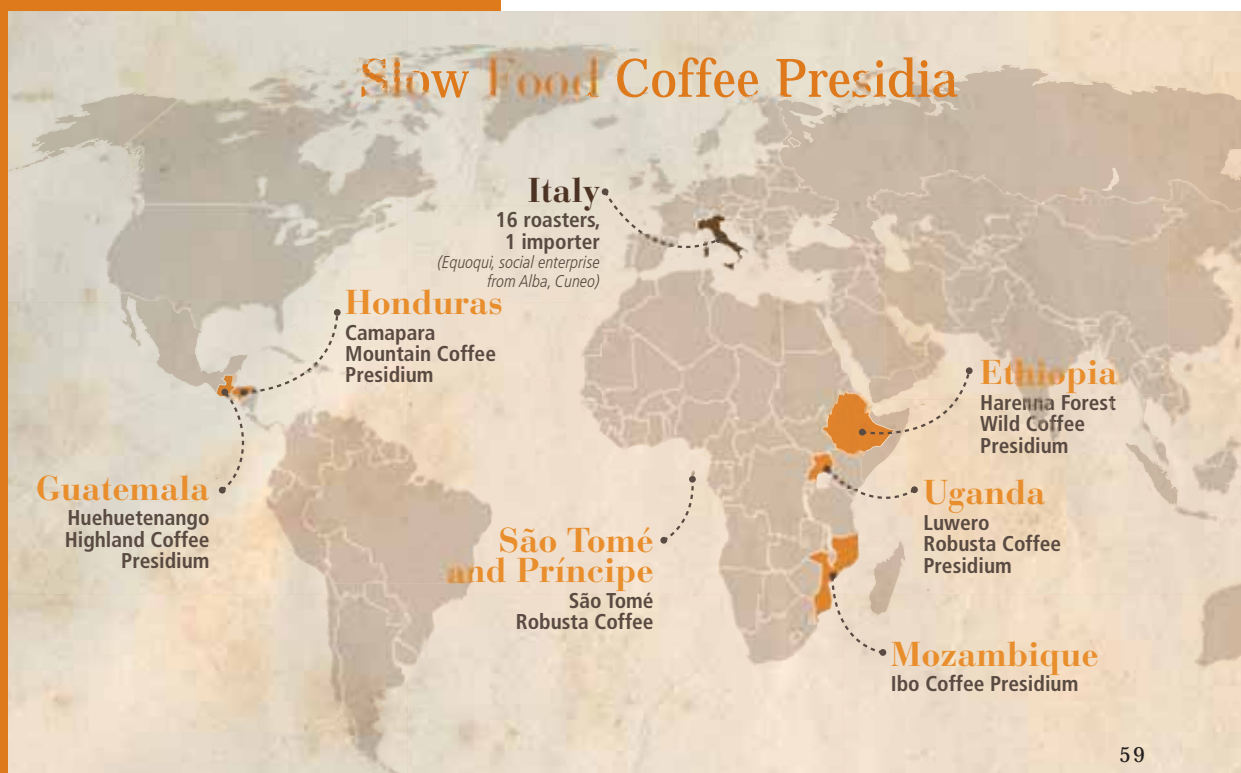 Slow Food Coffee Presidia
Italy
16 roasters,
1 importer
(Equoqui, social enterprise
from Alba, Cuneo)
Honduras
Camapara
Mountain Coffee
Presidium
Ethiopia
Harenna Forest
Wild Coffee
Presidium
Guatemala
Huehuetenango
Highland Coffee
Presidium
Uganda
Luwero
Robusta Coffee
Presidium
São Tomé
and Príncipe
São Tomé
Robusta Coffee
Mozambique
Ibo Coffee Presidium
59